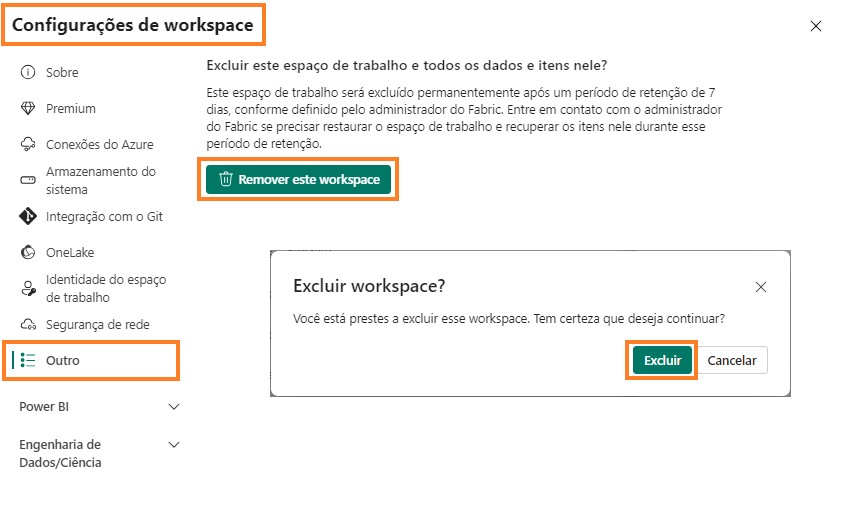 Configurações de workspace
Sobre
Premium
Conexões do Azure
Armazenamento do
sistema
Integração com o Git
OneLake
Identidade do espaço
de trabalho
Segurança de rede
Outro
Power BI
Engenharia de
Dados/Ciência
Excluir este espaço de trabalho e todos os dados e itens nele?
Este espaço de trabalho será excluído permanentemente após um período de retenção de 7
dias, conforme definido pelo administrador do Fabric. Entre em contato com o administrador
do Fabric se precisar restaurar o espaço de trabalho e recuperar os itens nele durante esse
período de retenção.
Remover este workspace
Excluir workspace?
Você está prestes a excluir esse workspace. Tem certeza que deseja continuar?
Excluir
Cancelar